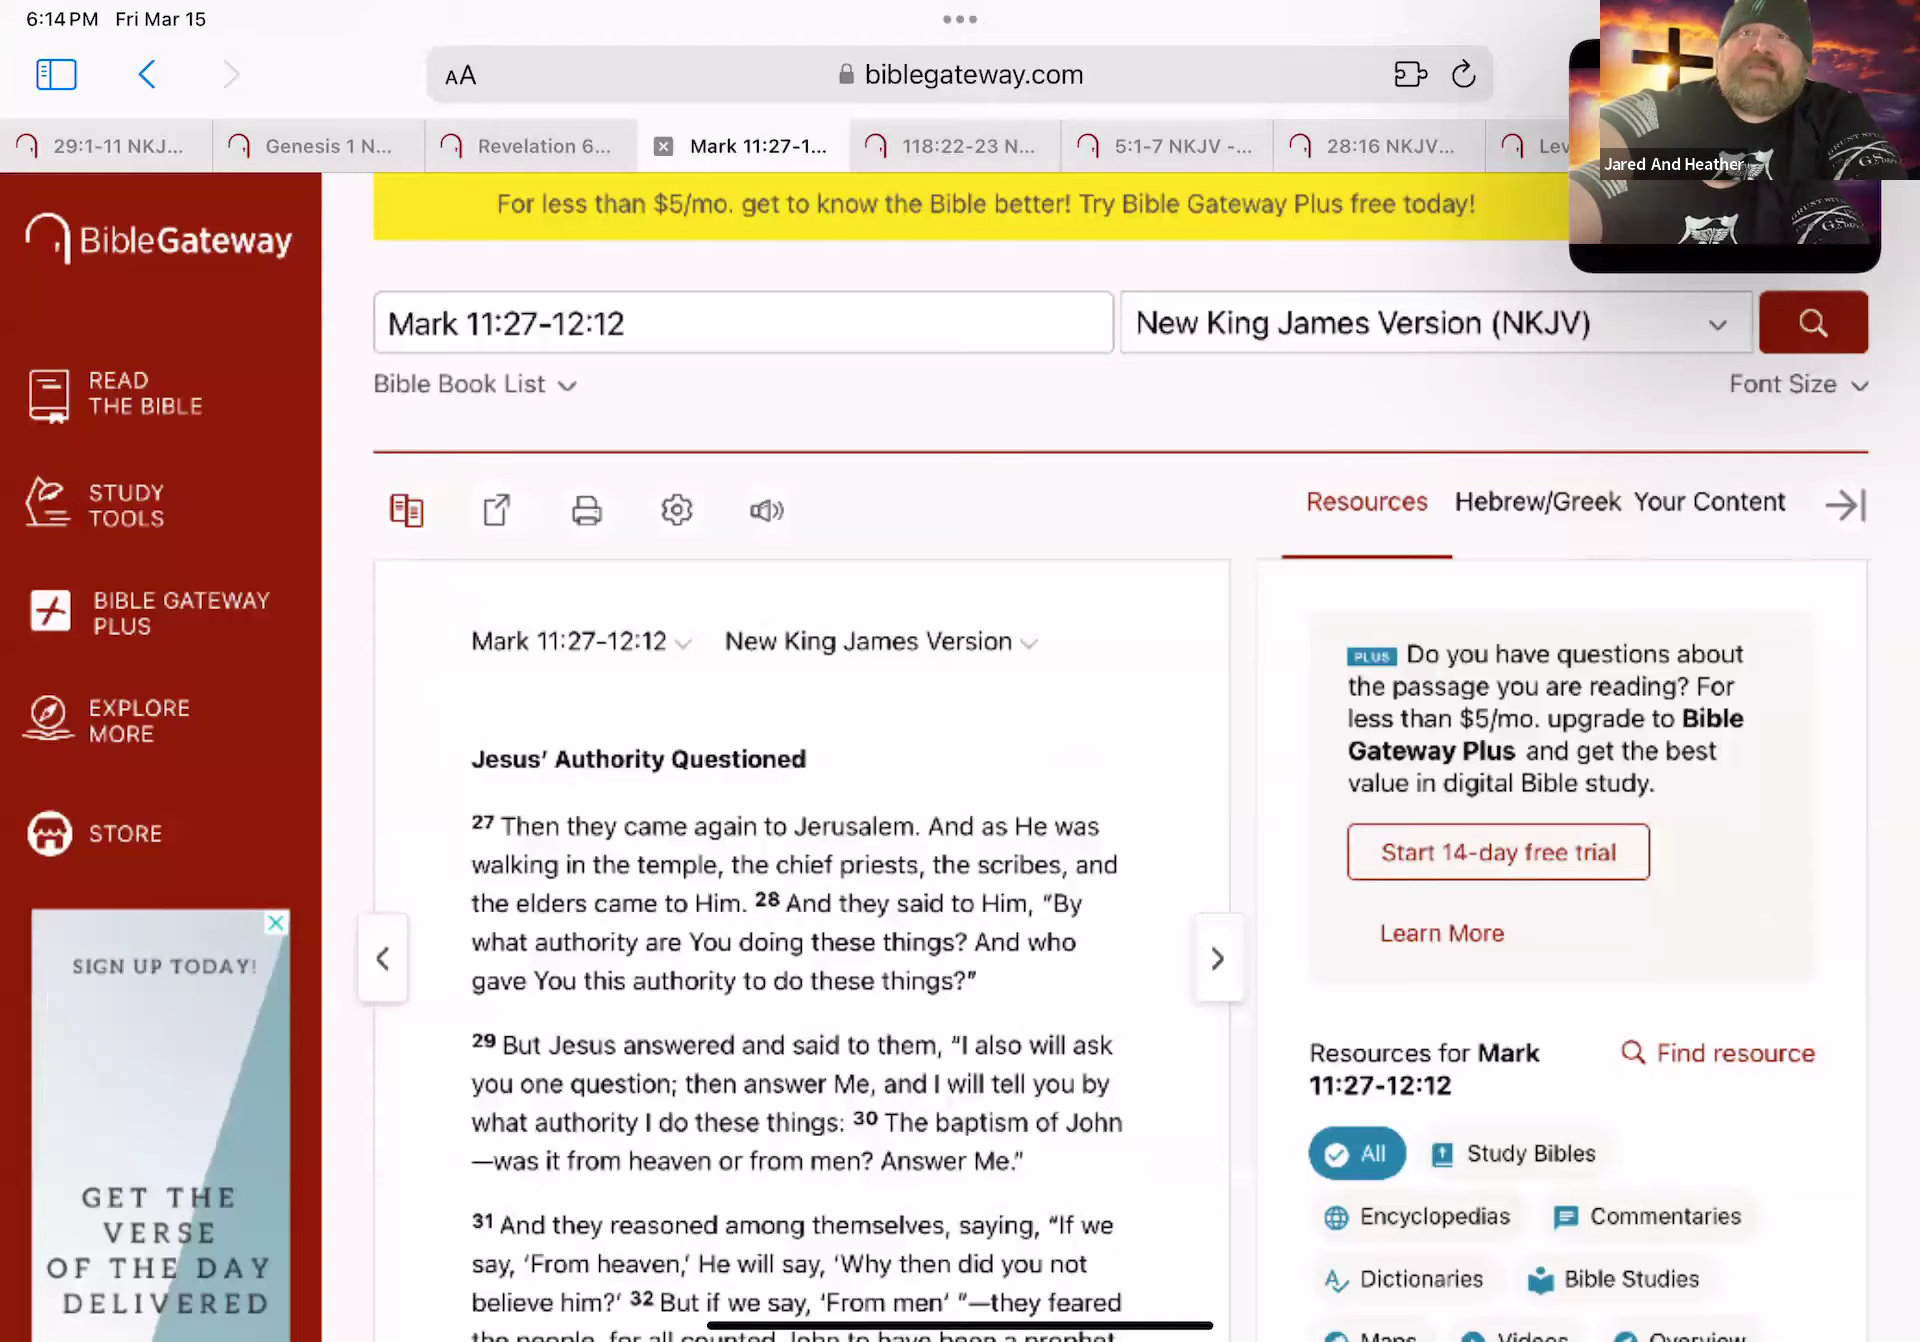 6:14 PM Fri Mar 15
AA
biblegateway.com
29:1-11 NKJ...
Genesis 1 N...
Revelation 6...
Mark 11:27-1...
118:22-23 N...
5:1-7 NKJV -...
28:16 NKJV...
Lev
Jared And Heather
BibleGateway
For less than $5/mo. get to know the Bible better! Try Bible Gateway Plus free today!
Mark 11:27-12:12
New King James Version (NKJV)
Bible Book List
Font Size
READ
THE BIBLE
STUDY
TOOLS
BIBLE GATEWAY
PLUS
EXPLORE
MORE
STORE
SIGN UP TODAY!
GET THE
VERSE
OF THE DAY
DELIVERED
Resources
Hebrew/Greek
Your Content
Mark 11:27-12:12
New King James Version
Jesus’ Authority Questioned
27 Then they came again to Jerusalem. And as He was
walking in the temple, the chief priests, the scribes, and
the elders came to Him. 28 And they said to Him, “By
what authority are You doing these things? And who
gave You this authority to do these things?”
29 But Jesus answered and said to them, “I also will ask
you one question; then answer Me, and I will tell you by
what authority I do these things: 30 The baptism of John
—was it from heaven or from men? Answer Me.”
31 And they reasoned among themselves, saying, “If we
say, ‘From heaven,’ He will say, ‘Why then did you not
believe him?’ 32 But if we say, ‘From men’ ”—they feared
the people, for all counted John to have been a prophet
PLUS Do you have questions about
the passage you are reading? For
less than $5/mo. upgrade to Bible
Gateway Plus and get the best
value in digital Bible study.
Start 14-day free trial
Learn More
Resources for Mark
11:27-12:12
Find resource
All
Study Bibles
Encyclopedias
Commentaries
Dictionaries
Bible Studies
Maps
Videos
Overview